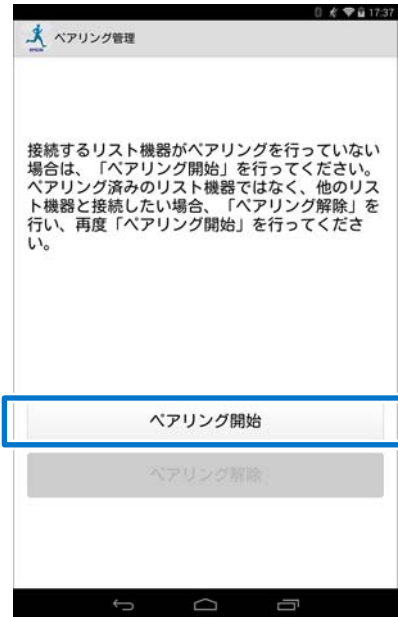 17:37
EPSON
ペアリング管理
接続するリスト機器がペアリングを行っていない
場合は、「ペアリング開始」を行ってください。
ペアリング済みのリスト機器ではなく、他のリス
ト機器と接続したい場合、「ペアリング解除」を
行い、再度「ペアリング開始」を行ってくださ
い。
ペアリング開始
ペアリング解除